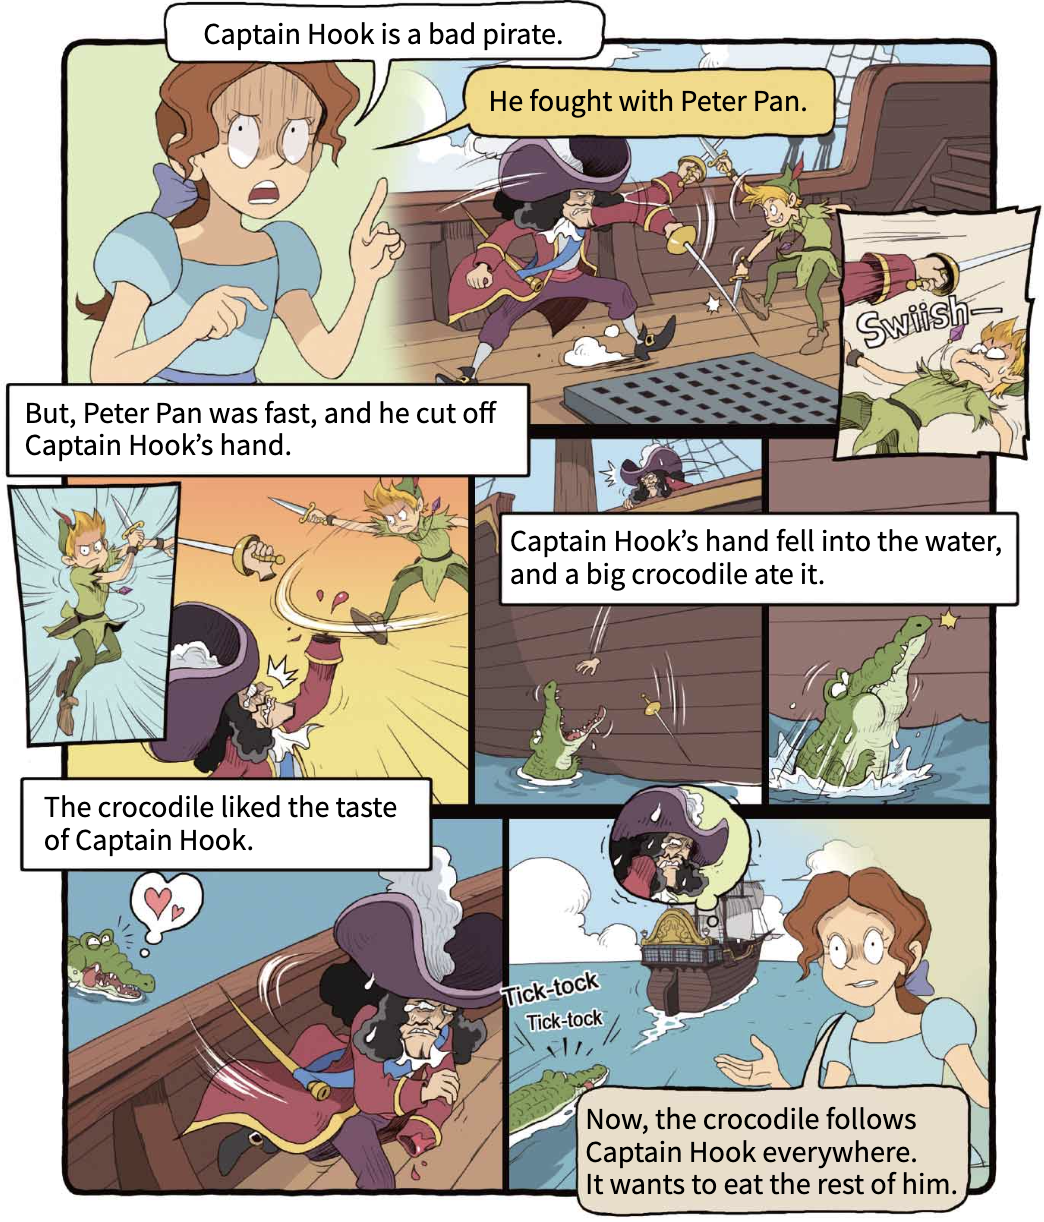 Captain Hook is a bad pirate.
He fought with Peter Pan.
Swiish—
But, Peter Pan was fast, and he cut off
Captain Hook’s hand.
Captain Hook’s hand fell into the water,
and a big crocodile ate it.
The crocodile liked the taste
of Captain Hook.
Tick-tock
Tick-tock
Now, the crocodile follows
Captain Hook everywhere.
It wants to eat the rest of him.